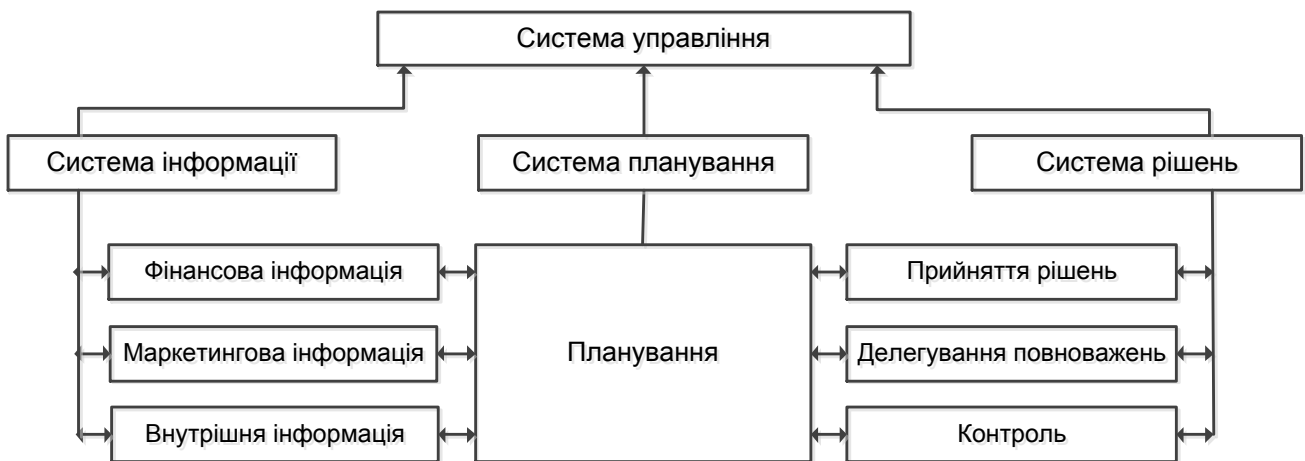 Система управління
Система інформації
Система планування
Система рішень
Фінансова інформація
Прийняття рішень
Маркетингова інформація
Планування
Делегування повноважень
Внутрішня інформація
Контроль